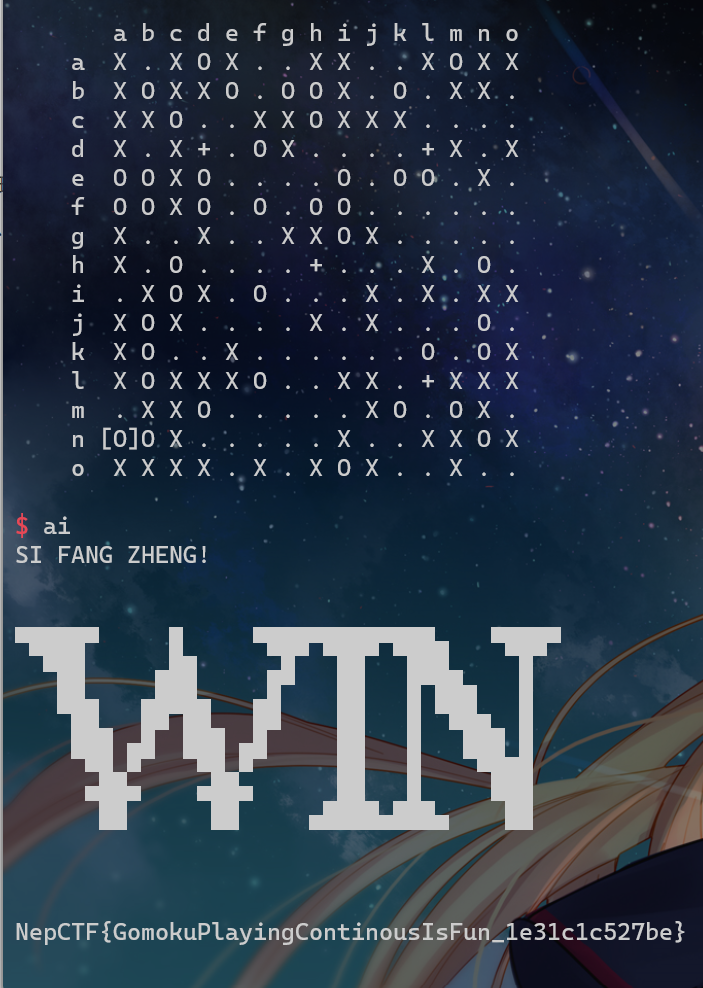 a b c d e f g h i j k l m n o
a X . X O X . . X X . . X O X X
b X O X X O . O O X . O . X X .
c X X O . . X X O X X X . . . .
d X . X + . O X . . . . + X . X
e O O X O . . . . O . O O . X .
f O O X O . O . O O . . . . . .
g X . . X . . X X O X . . . . .
h X . O . . . . + . . . X . O .
i . X O X . O . . . X . X . X X
j X O X . . . . X . X . . . O .
k X O . . X . . . . . . O . O X
l X O X X X O . . X X . + X X X
m . X X O . . . . . X O . O X .
n [O]O X . . . . . X . . X X O X
o X X X X . X . X O X . . X . .
$ ai
SI FANG ZHENG!
WIN
NepCTF{GomokuPlayingContinousIsFun_1e31c1c527be}